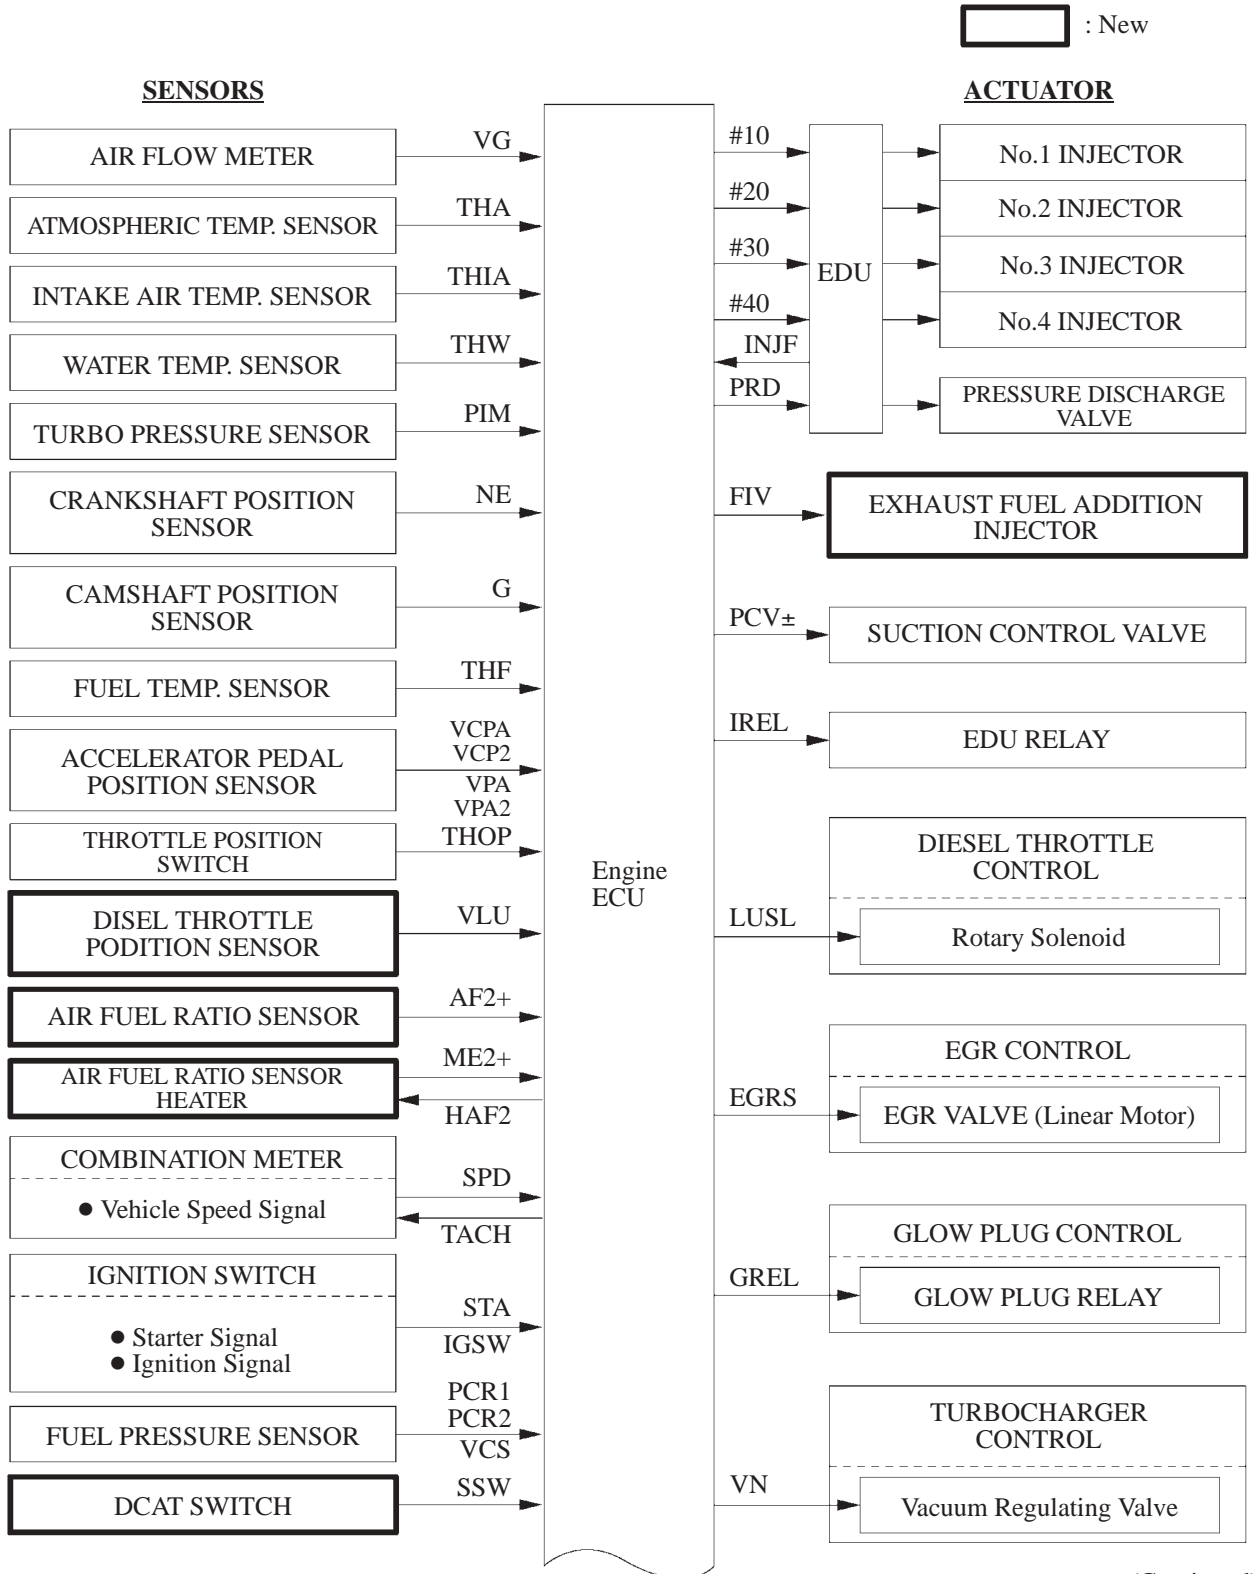 : New
SENSORS
ACTUATOR
AIR FLOW METER
VG
ATMOSPHERIC TEMP. SENSOR
THA
INTAKE AIR TEMP. SENSOR
THIA
WATER TEMP. SENSOR
THW
TURBO PRESSURE SENSOR
PIM
CRANKSHAFT POSITION
SENSOR
NE
CAMSHAFT POSITION
SENSOR
G
FUEL TEMP. SENSOR
THF
ACCELERATOR PEDAL
POSITION SENSOR
VCPA
VCP2
VPA
VPA2
THROTTLE POSITION
SWITCH
THOP
DISEL THROTTLE
PODITION SENSOR
VLU
AIR FUEL RATIO SENSOR
AF2+
AIR FUEL RATIO SENSOR
HEATER
ME2+
HAF2
COMBINATION METER
● Vehicle Speed Signal
SPD
TACH
IGNITION SWITCH
● Starter Signal
● Ignition Signal
STA
IGSW
FUEL PRESSURE SENSOR
PCR1
PCR2
VCS
DCAT SWITCH
SSW
Engine
ECU
#10
#20
#30
#40
INJF
PRD
EDU
No.1 INJECTOR
No.2 INJECTOR
No.3 INJECTOR
No.4 INJECTOR
PRESSURE DISCHARGE
VALVE
FIV
EXHAUST FUEL ADDITION
INJECTOR
PCV±
SUCTION CONTROL VALVE
IREL
EDU RELAY
DIESEL THROTTLE
CONTROL
LUSL
Rotary Solenoid
EGR CONTROL
EGRS
EGR VALVE (Linear Motor)
GLOW PLUG CONTROL
GREL
GLOW PLUG RELAY
TURBOCHARGER
CONTROL
VN
Vacuum Regulating Valve